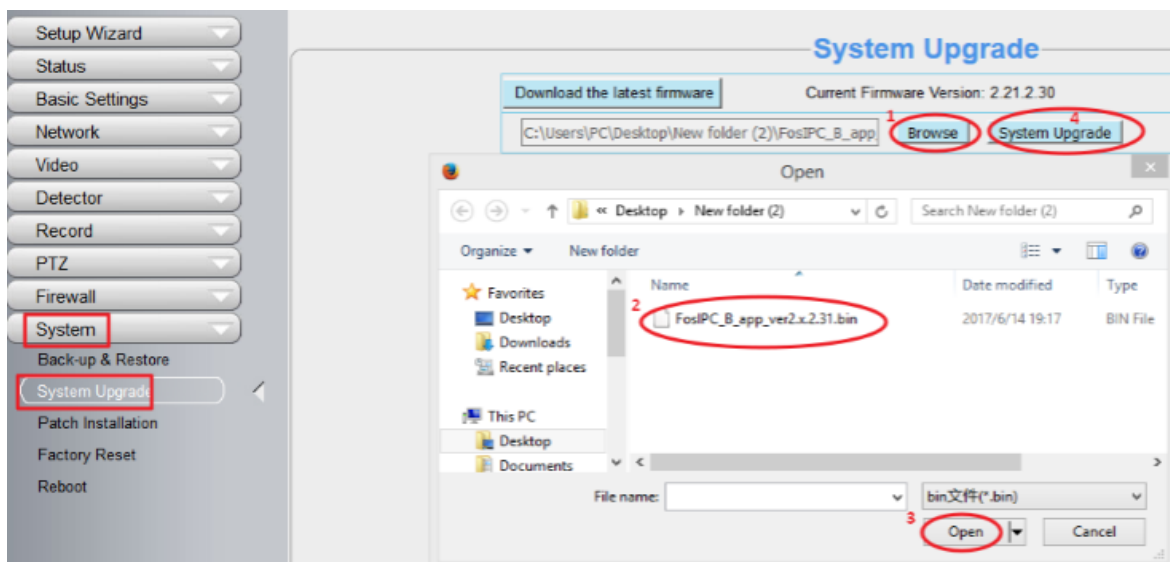 Setup Wizard
Status
Basic Settings
Network
Video
Detector
Record
PTZ
Firewall
System
Back-up & Restore
System Upgrade
Patch Installation
Factory Reset
Reboot
System Upgrade
Download the latest firmware
Current Firmware Version: 2.21.2.30
C:\Users\PC\Desktop\New folder (2)\FosIPC_B_app
1
Browse
4
System Upgrade
Open
« Desktop
New folder (2)
Search New folder (2)
Organize
New folder
Favorites
Desktop
Downloads
Recent places
This PC
Desktop
Documents
Name
Date modified
Type
2
FosIPC_B_app_ver2.x.2.31.bin
2017/6/14 19:17
BIN File
File name:
bin文件(*.bin)
3
Open
Cancel